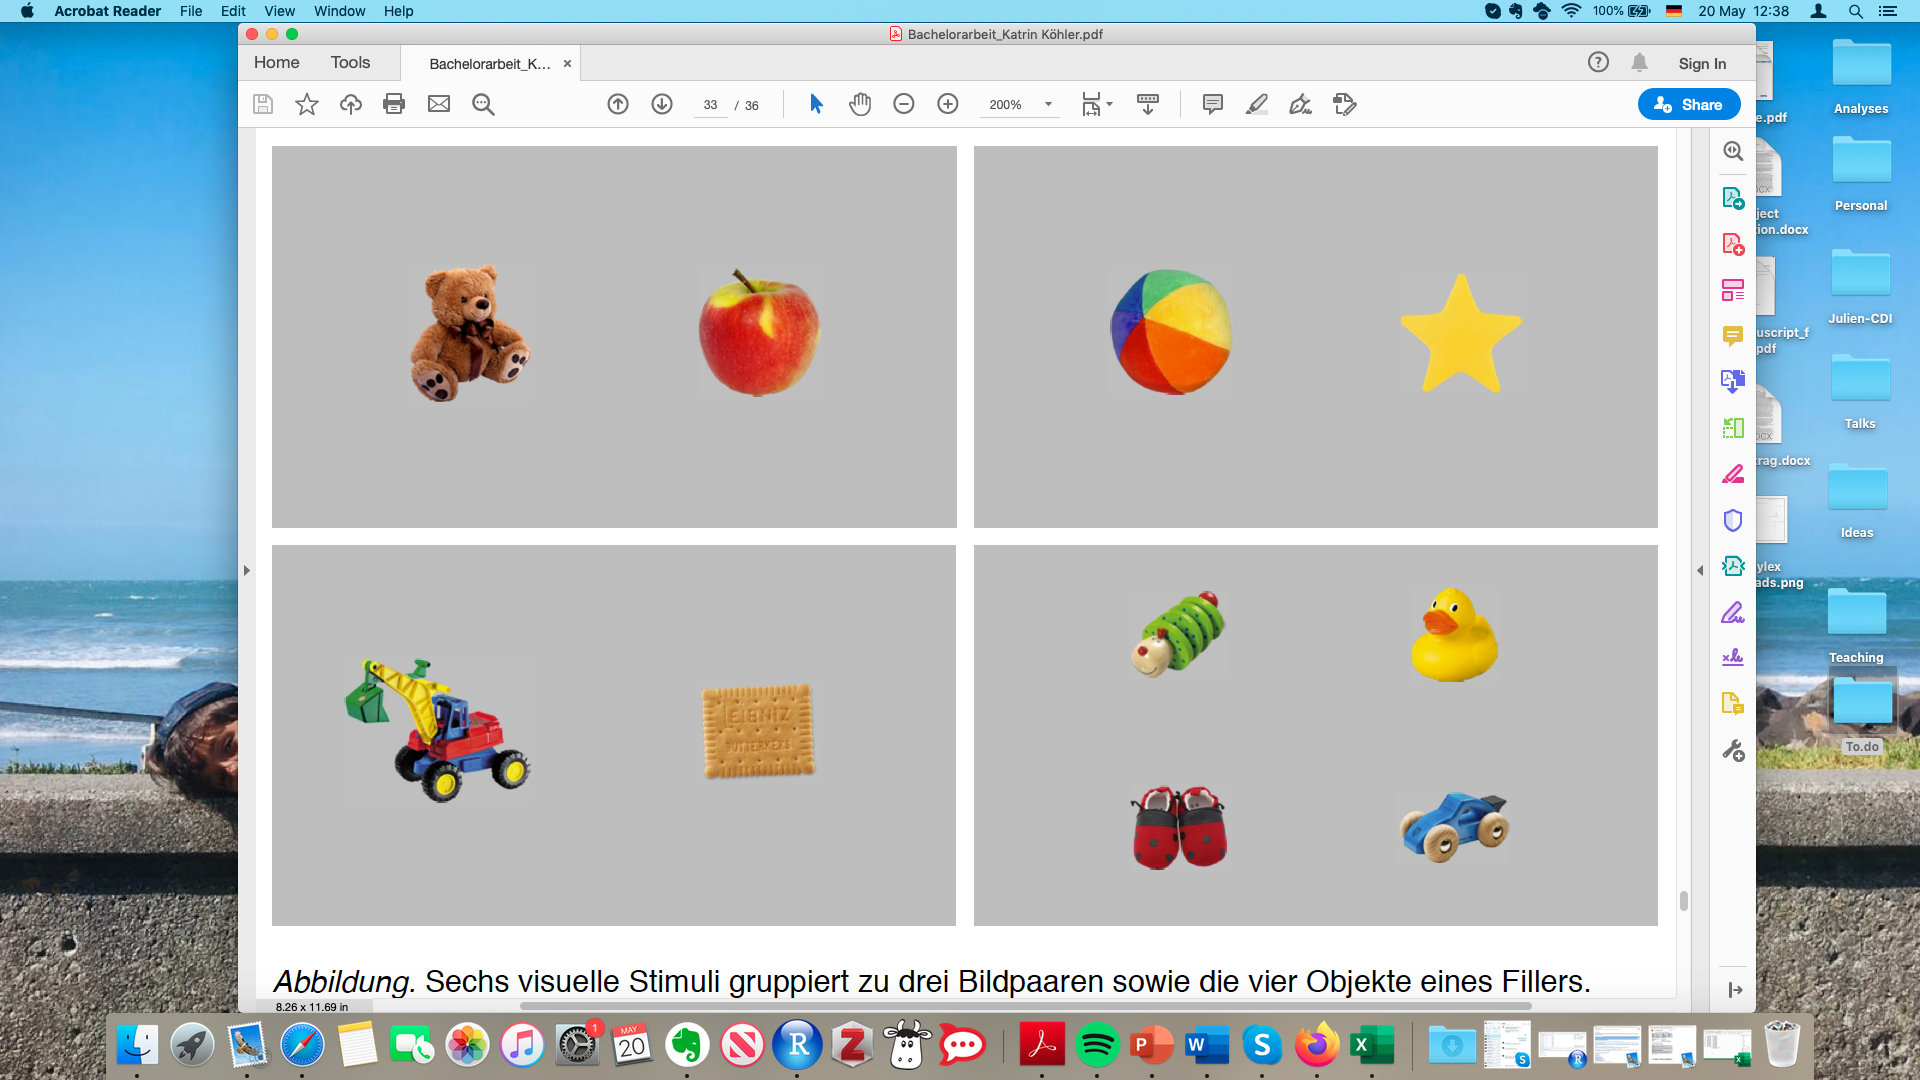 Acrobat Reader File Edit View Window Help 100% 20 May 12:38
Bachelorarbeit_Katrin Köhler.pdf
Home Tools Bachelorarbeit_K... × Sign In
33 / 36 200% Share
Analyses
e.pdf
Personal
ject
tion.docx
Julien-CDI
uscript_f
pdf
Talks
trag.docx
Ideas
ylex
ads.png
Teaching
To.do
LEIBNIZ
BUTTERKEKS
Abbildung. Sechs visuelle Stimuli gruppiert zu drei Bildpaaren sowie die vier Objekte eines Fillers.
8.26 x 11.69 in
1
MAY
20
N R Z P W S X